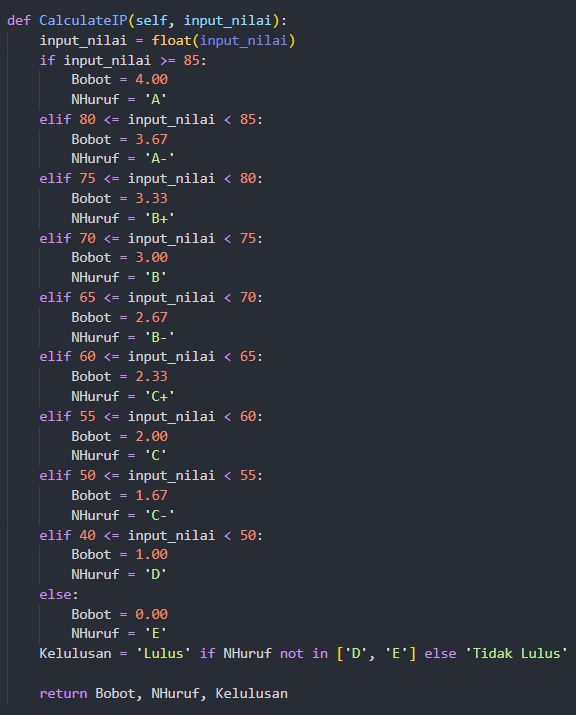 def CalculateIP(self, input_nilai):
    input_nilai = float(input_nilai)
    if input_nilai >= 85:
        Bobot = 4.00
        NHuruf = 'A'
    elif 80 <= input_nilai < 85:
        Bobot = 3.67
        NHuruf = 'A-'
    elif 75 <= input_nilai < 80:
        Bobot = 3.33
        NHuruf = 'B+'
    elif 70 <= input_nilai < 75:
        Bobot = 3.00
        NHuruf = 'B'
    elif 65 <= input_nilai < 70:
        Bobot = 2.67
        NHuruf = 'B-'
    elif 60 <= input_nilai < 65:
        Bobot = 2.33
        NHuruf = 'C+'
    elif 55 <= input_nilai < 60:
        Bobot = 2.00
        NHuruf = 'C'
    elif 50 <= input_nilai < 55:
        Bobot = 1.67
        NHuruf = 'C-'
    elif 40 <= input_nilai < 50:
        Bobot = 1.00
        NHuruf = 'D'
    else:
        Bobot = 0.00
        NHuruf = 'E'
    Kelulusan = 'Lulus' if NHuruf not in ['D', 'E'] else 'Tidak Lulus'

    return Bobot, NHuruf, Kelulusan